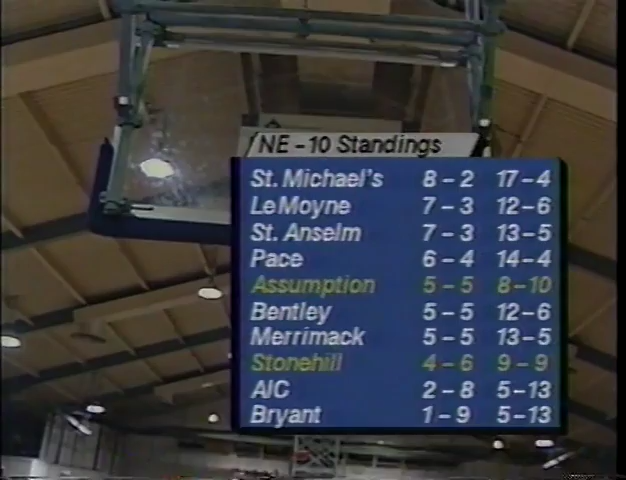 NE-10 Standings
St. Michael's 8-2 17-4
LeMoyne 7-3 12-6
St. Anselm 7-3 13-5
Pace 6-4 14-4
Assumption 5-5 8-10
Bentley 5-5 12-6
Merrimack 5-5 13-5
Stonehill 4-6 9-9
AIC 2-8 5-13
Bryant 1-9 5-13